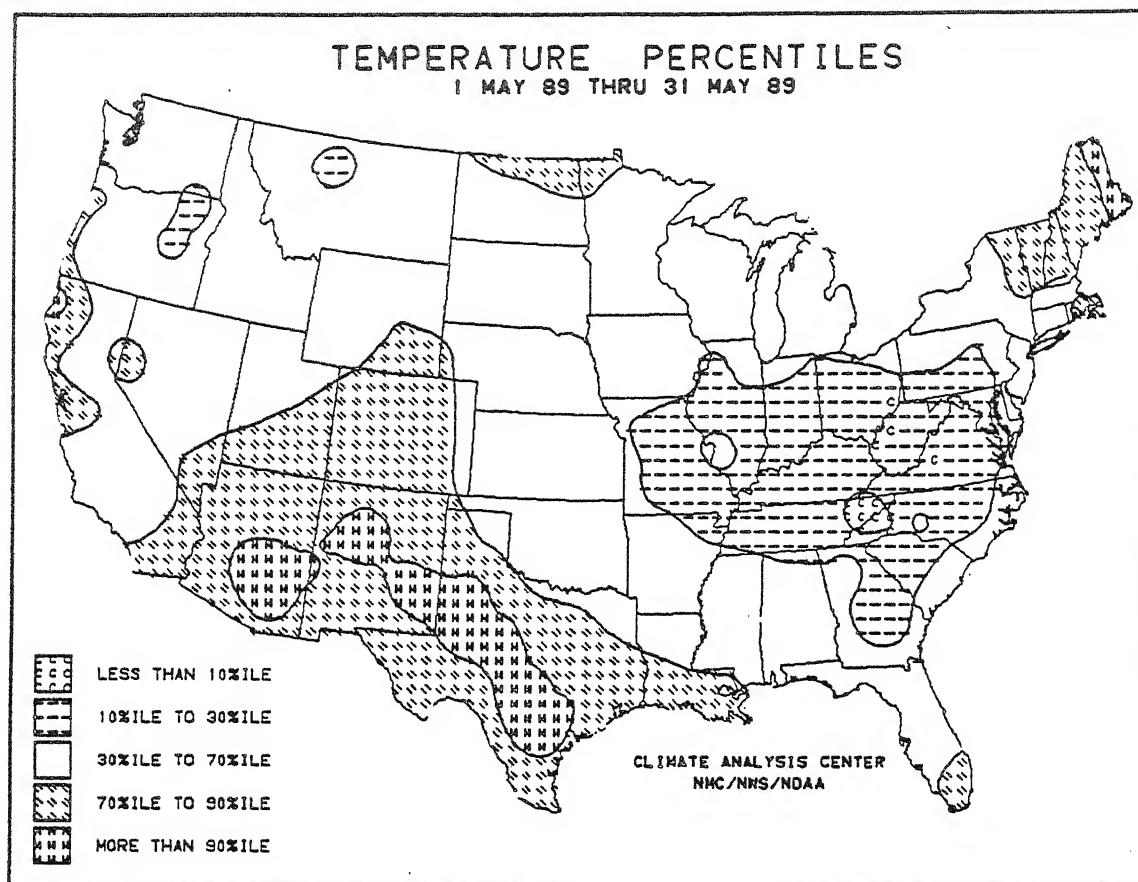 TEMPERATURE PERCENTILES
1 MAY 89 THRU 31 MAY 89
C
C
C
LESS THAN 10%ILE
10%ILE TO 30%ILE
30%ILE TO 70%ILE
70%ILE TO 90%ILE
MORE THAN 90%ILE
CLIMATE ANALYSIS CENTER
NMC/NWS/NOAA